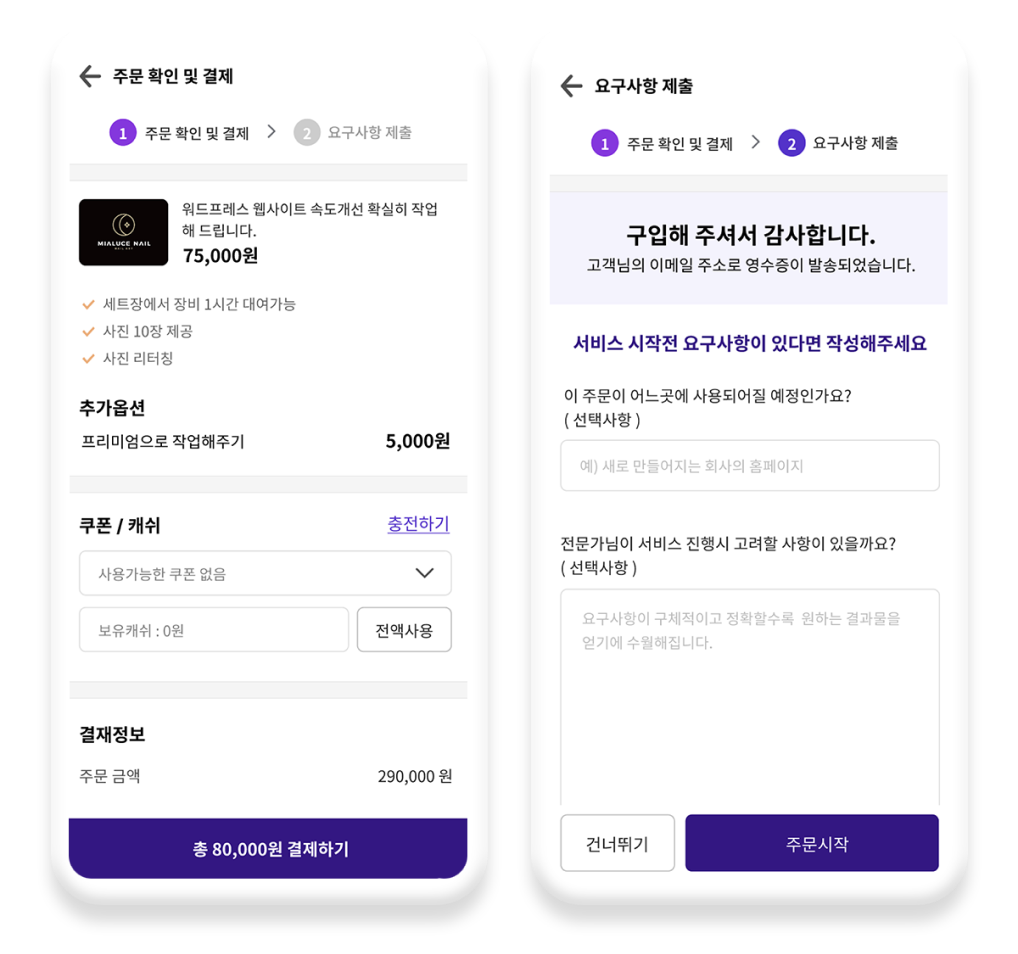 주문 확인 및 결제
1 주문 확인 및 결제 > 2 요구사항 제출
MIALUCE NAIL
NAIL ART
워드프레스 웹사이트 속도개선 확실히 작업
해 드립니다.
75,000원
세트장에서 장비 1시간 대여가능
사진 10장 제공
사진 리터칭
추가옵션
프리미엄으로 작업해주기 5,000원
쿠폰 / 캐쉬 충전하기
사용가능한 쿠폰 없음
보유캐쉬 : 0원 전액사용
결재정보
주문 금액 290,000 원
총 80,000원 결제하기
요구사항 제출
1 주문 확인 및 결제 > 2 요구사항 제출
구입해 주셔서 감사합니다.
고객님의 이메일 주소로 영수증이 발송되었습니다.
서비스 시작전 요구사항이 있다면 작성해주세요
이 주문이 어느곳에 사용되어질 예정인가요?
( 선택사항 )
예) 새로 만들어지는 회사의 홈페이지
전문가님이 서비스 진행시 고려할 사항이 있을까요?
( 선택사항 )
요구사항이 구체적이고 정확할수록 원하는 결과물을
얻기에 수월해집니다.
건너뛰기 주문시작